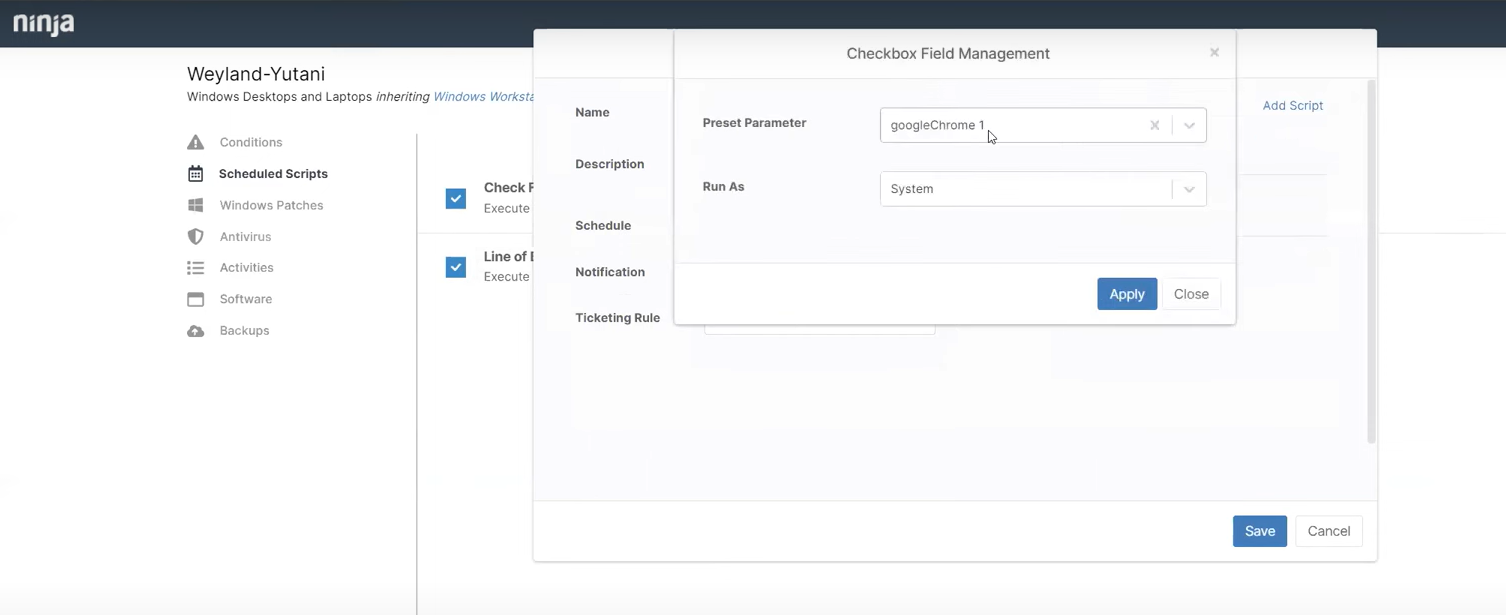 ninja
Weyland-Yutani
Windows Desktops and Laptops inheriting Windows
Conditions
Scheduled Scripts
Windows Patches
Antivirus
Activities
Software
Backups
Check
Execute
Line of
Execute
Name
Description
Schedule
Notification
Ticketing Rule
Add Script
Checkbox Field Management
Preset Parameter
googleChrome 1
Run As
System
Apply
Close
Save
Cancel